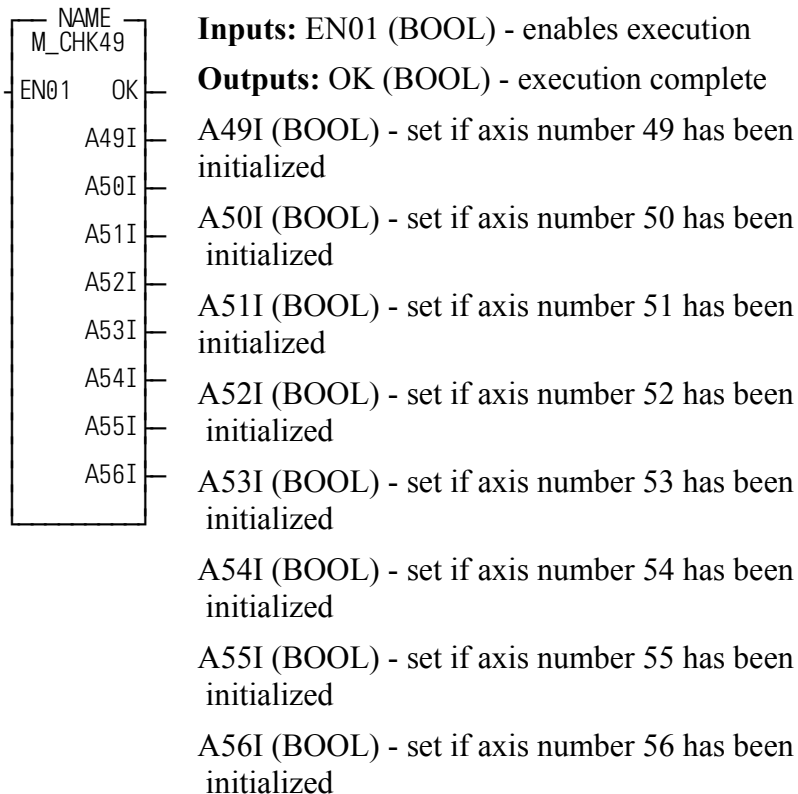 NAME
M_CHK49
EN01 OK
A49I
A50I
A51I
A52I
A53I
A54I
A55I
A56I
Inputs: EN01 (BOOL) - enables execution
Outputs: OK (BOOL) - execution complete
A49I (BOOL) - set if axis number 49 has been
initialized
A50I (BOOL) - set if axis number 50 has been
initialized
A51I (BOOL) - set if axis number 51 has been
initialized
A52I (BOOL) - set if axis number 52 has been
initialized
A53I (BOOL) - set if axis number 53 has been
initialized
A54I (BOOL) - set if axis number 54 has been
initialized
A55I (BOOL) - set if axis number 55 has been
initialized
A56I (BOOL) - set if axis enables 56 has been
initialized